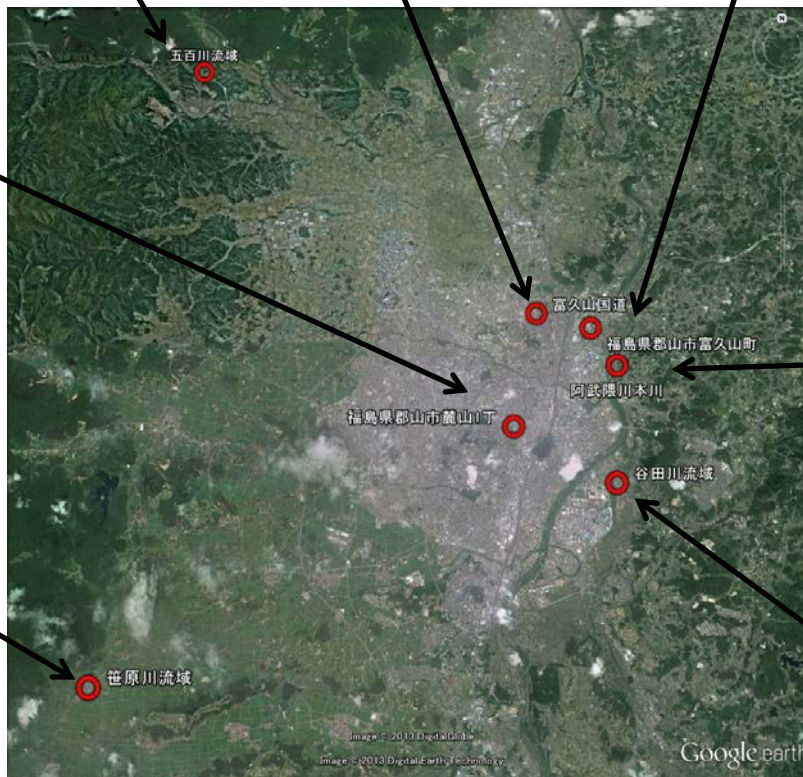 N
五百川流域
富久山国道
福島県郡山市富久山町
阿武隈川本川
福島県郡山市麓山1丁
谷田川流域
笹原川流域
Image © 2013 DigitalGlobe
Image © 2013 Digital Earth Technology
Google earth